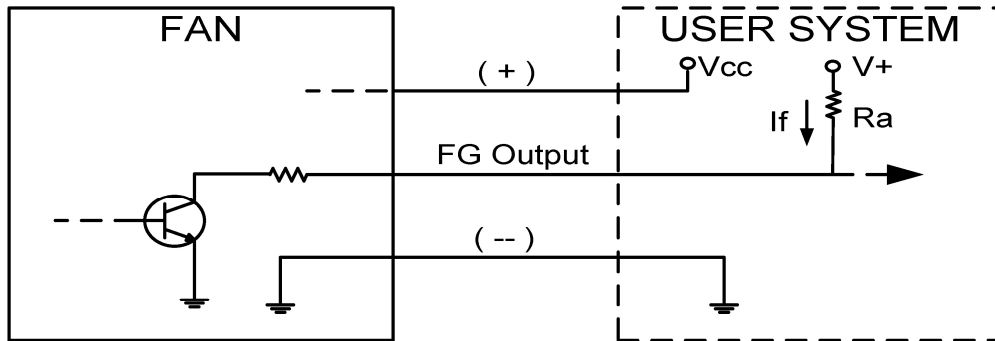 FAN
USER SYSTEM
( + )
Vcc
V+
If
Ra
FG Output
( -- )